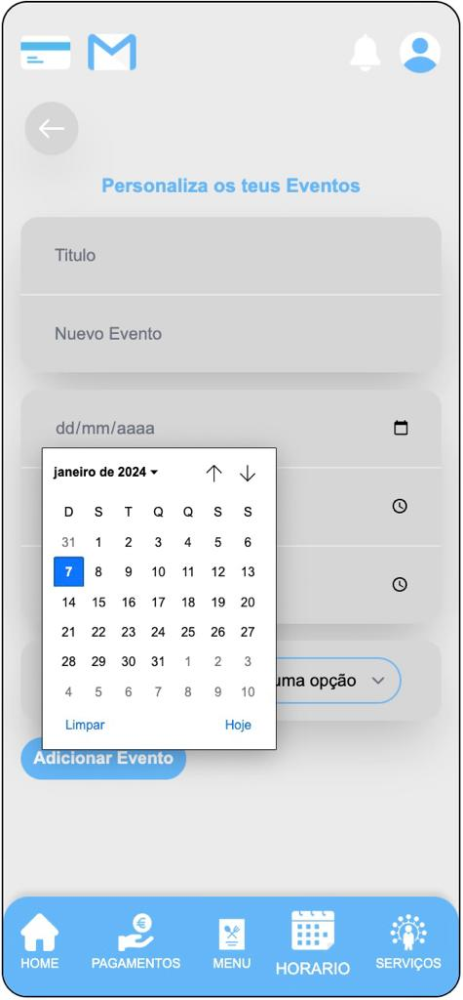 Personaliza os teus Eventos
Titulo
Nuevo Evento
dd/mm/aaaa
janeiro de 2024
D S T Q Q S S
31 1 2 3 4 5 6
7 8 9 10 11 12 13
14 15 16 17 18 19 20
21 22 23 24 25 26 27
28 29 30 31 1 2 3
4 5 6 7 8 9 10
uma opção
Limpar Hoje
Adicionar Evento
HOME PAGAMENTOS MENU HORARIO SERVIÇOS